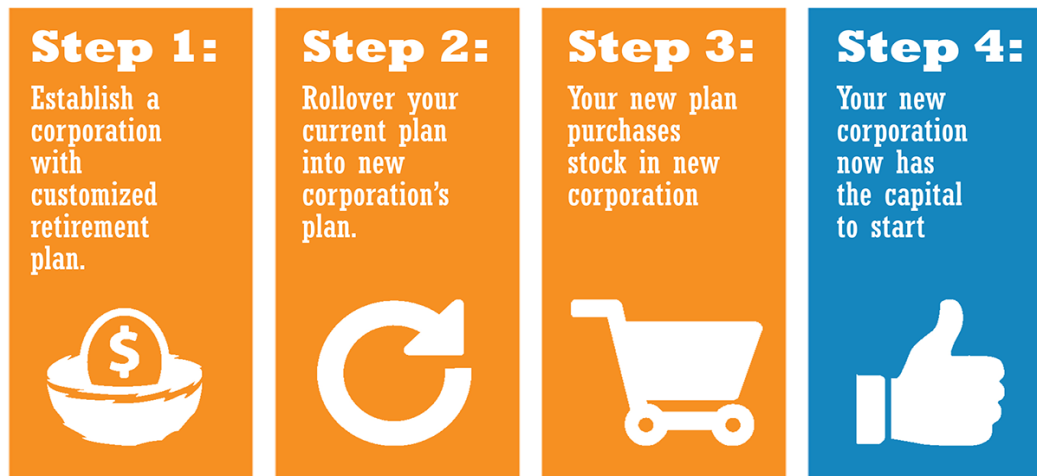 Step 1:
Establish a
corporation
with
customized
retirement
plan.
$
Step 2:
Rollover your
current plan
into new
corporation's
plan.
Step 3:
Your new plan
purchases
stock in new
corporation
Step 4:
Your new
corporation
now has
the capital
to start